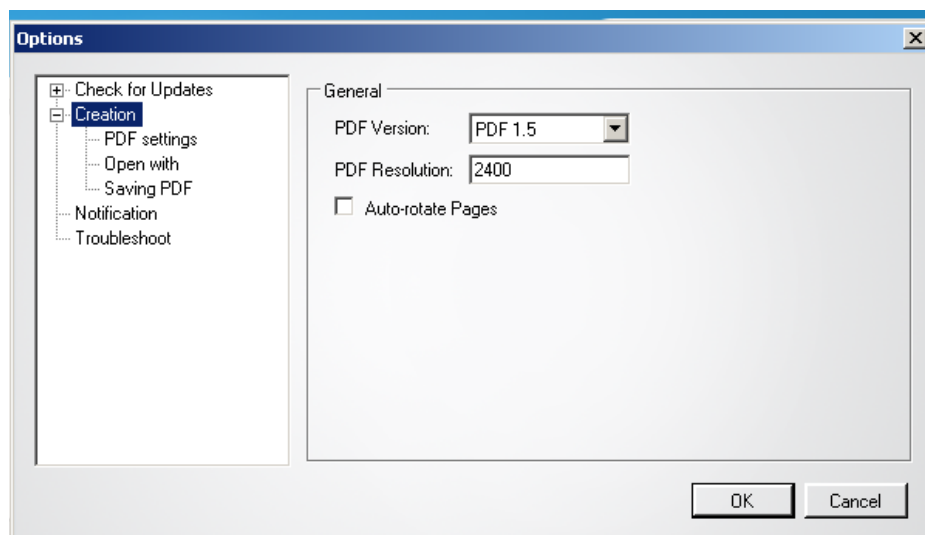 Options
Check for Updates
Creation
PDF settings
Open with
Saving PDF
Notification
Troubleshoot
General
PDF Version: PDF 1.5
PDF Resolution: 2400
Auto-rotate Pages
OK Cancel